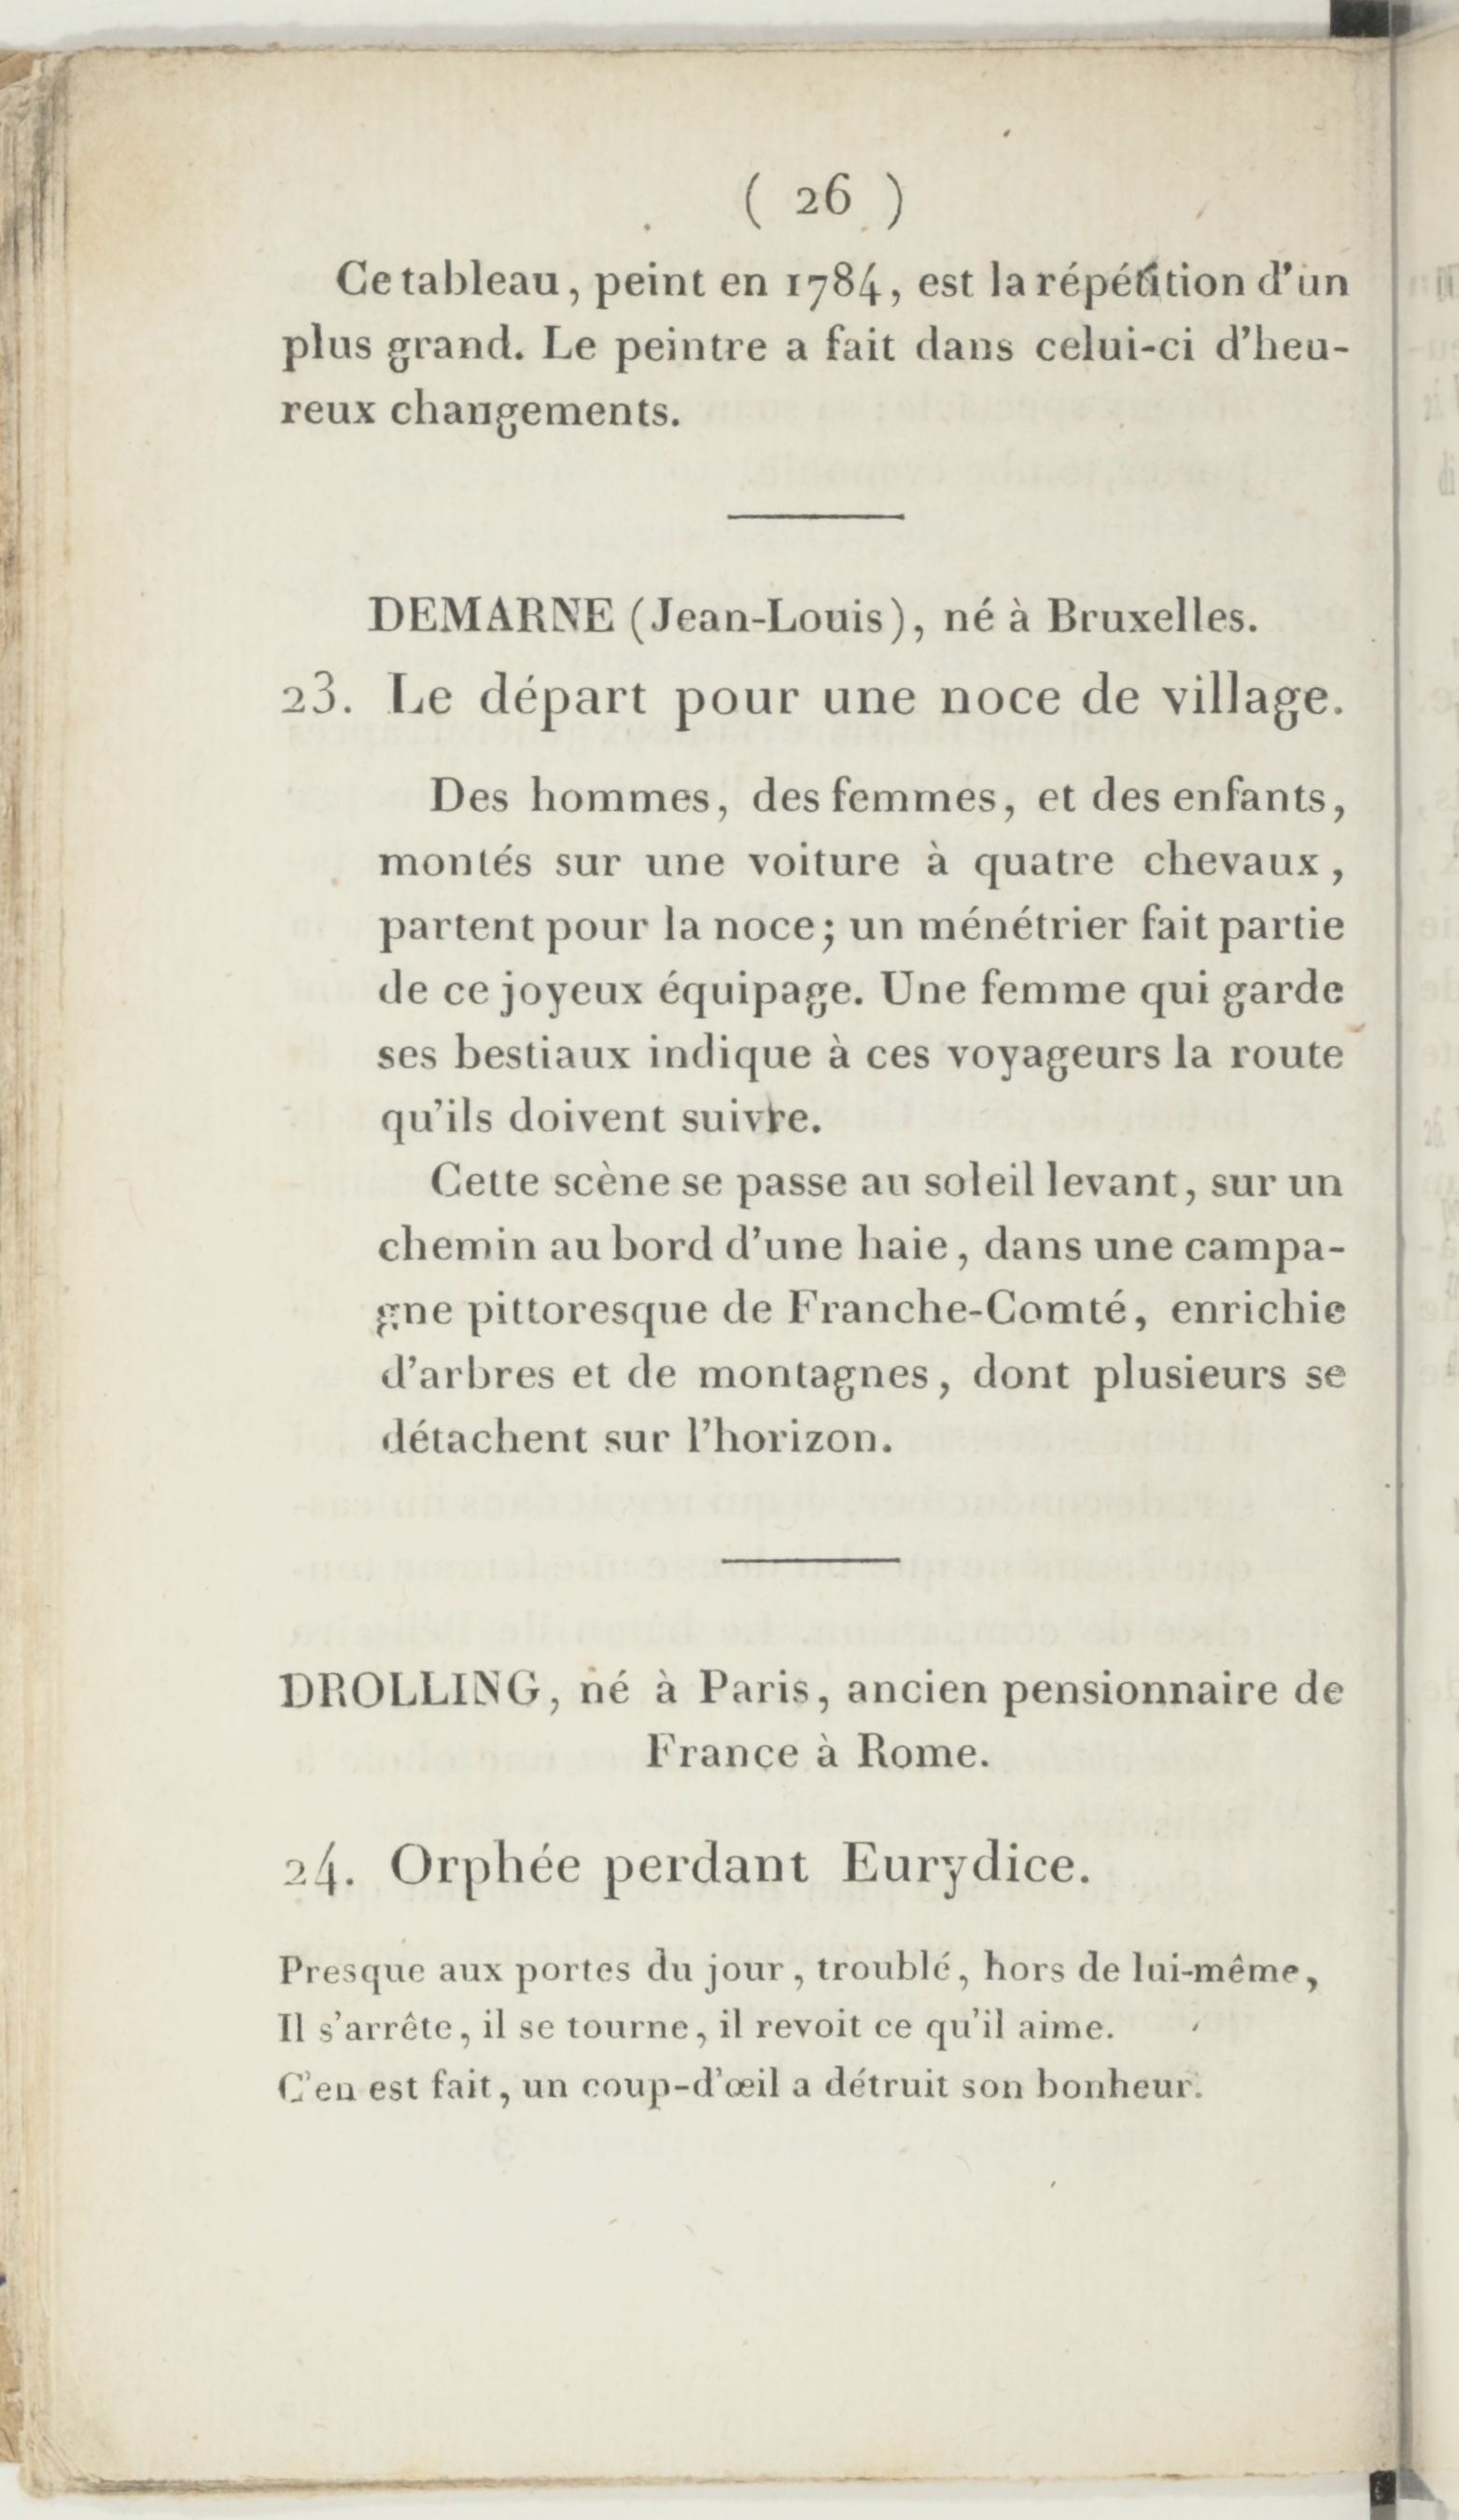 ( 26 )
Ce tableau, peint en 1784, est la répétition d'un
plus grand. Le peintre a fait dans celui-ci d'heu-
reux changements.
DEMARNE (Jean-Louis), né à Bruxelles.
23. Le départ pour une noce de village.
Des hommes, des femmes, et des enfants,
montés sur une voiture à quatre chevaux,
partent pour la noce; un ménétrier fait partie
de ce joyeux équipage. Une femme qui garde
ses bestiaux indique à ces voyageurs la route
qu'ils doivent suivre.
Cette scène se passe au soleil levant, sur un
chemin au bord d'une haie, dans une campa-
gne pittoresque de Franche-Comté, enrichie
d'arbres et de montagnes, dont plusieurs se
détachent sur l'horizon.
DROLLING, né à Paris, ancien pensionnaire de
France à Rome.
24. Orphée perdant Eurydice.
Presque aux portes du jour, troublé, hors de lui-même,
Il s'arrête, il se tourne, il revoit ce qu'il aime.
C'en est fait, un coup-d'œil a détruit son bonheur.